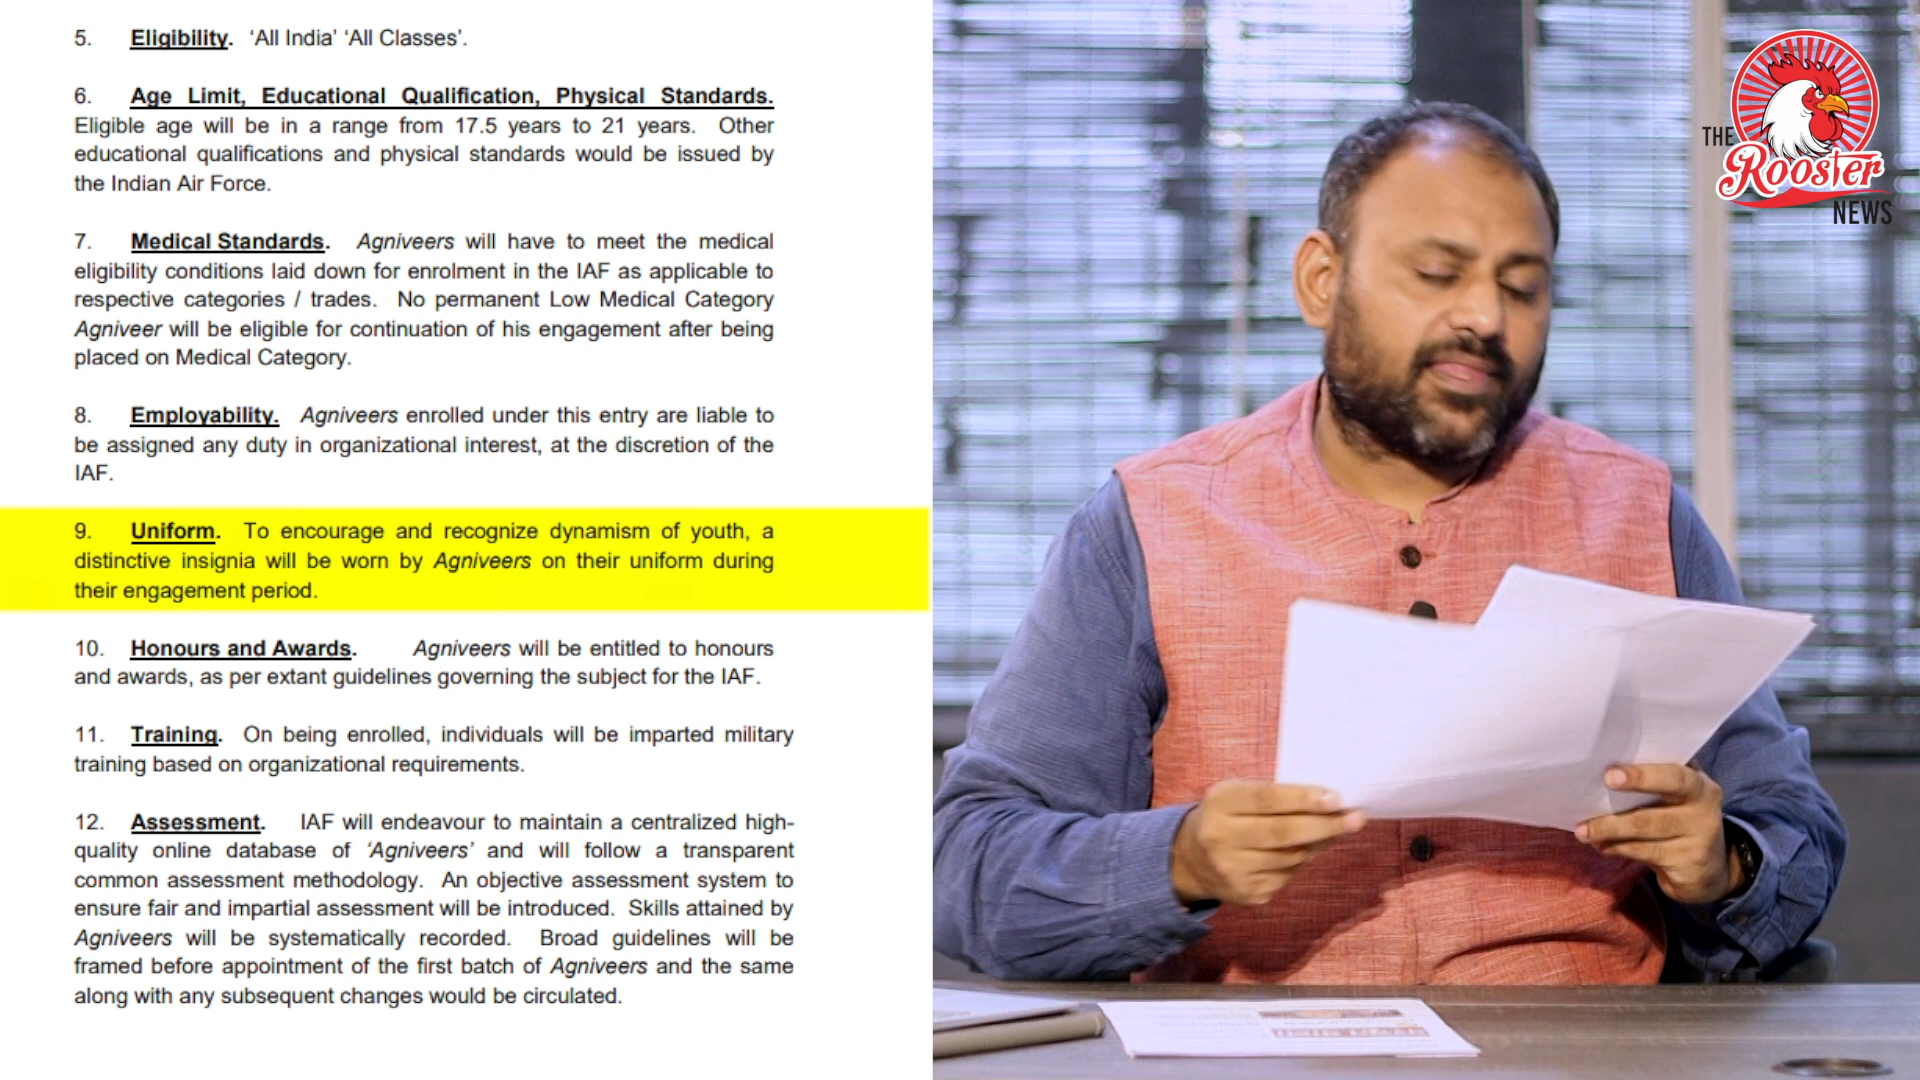 5. Eligibility. ‘All India’ ‘All Classes’.
6. Age Limit, Educational Qualification, Physical Standards.
Eligible age will be in a range from 17.5 years to 21 years. Other
educational qualifications and physical standards would be issued by
the Indian Air Force.
7. Medical Standards. Agniveers will have to meet the medical
eligibility conditions laid down for enrolment in the IAF as applicable to
respective categories / trades. No permanent Low Medical Category
Agniveer will be eligible for continuation of his engagement after being
placed on Medical Category.
8. Employability. Agniveers enrolled under this entry are liable to
be assigned any duty in organizational interest, at the discretion of the
IAF.
9. Uniform. To encourage and recognize dynamism of youth, a
distinctive insignia will be worn by Agniveers on their uniform during
their engagement period.
10. Honours and Awards. Agniveers will be entitled to honours
and awards, as per extant guidelines governing the subject for the IAF.
11. Training. On being enrolled, individuals will be imparted military
training based on organizational requirements.
12. Assessment. IAF will endeavour to maintain a centralized high-
quality online database of ‘Agniveers’ and will follow a transparent
common assessment methodology. An objective assessment system to
ensure fair and impartial assessment will be introduced. Skills attained by
Agniveers will be systematically recorded. Broad guidelines will be
framed before appointment of the first batch of Agniveers and the same
along with any subsequent changes would be circulated.
THE
Rooster
NEWS